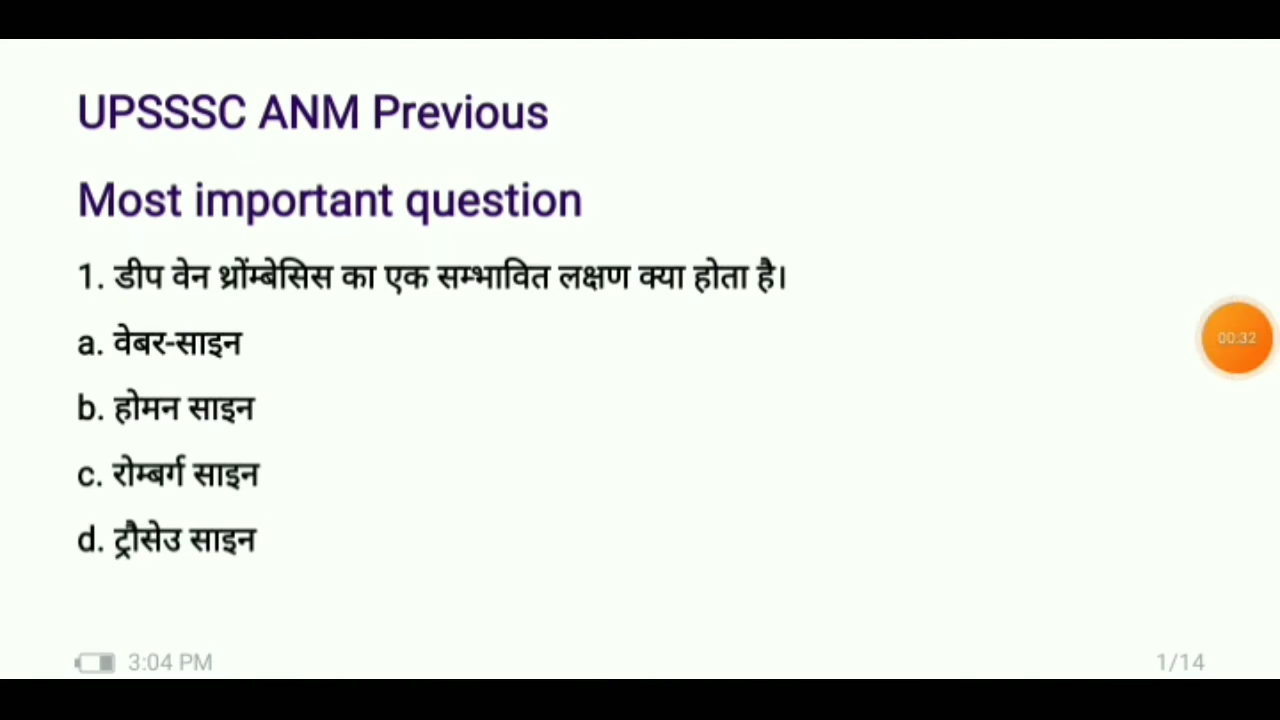 UPSSSC ANM Previous
Most important question
1. डीप वेन थ्रोंम्बेसिस का एक सम्भावित लक्षण क्या होता है।
a. वेबर-साइन
b. होमन साइन
00:32
c. रोम्बर्ग साइन
d. ट्रौसेउ साइन
3:04 PM
1/14